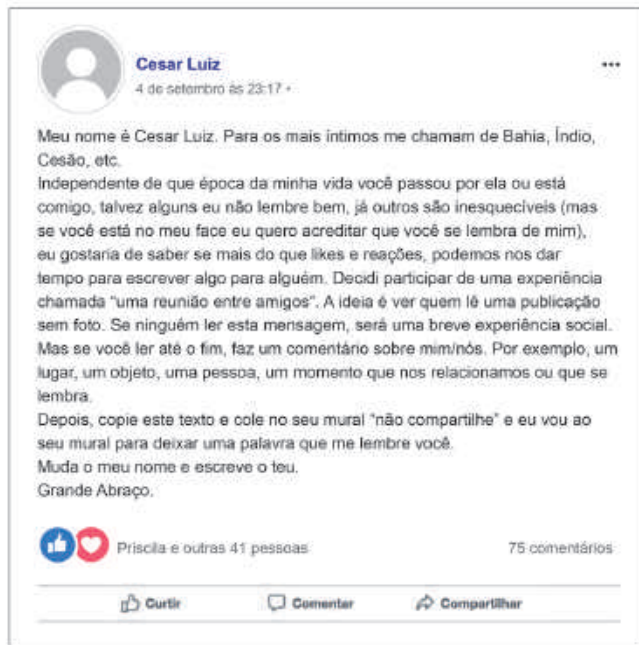 Cesar Luiz
4 de setembro às 23:17 •
Meu nome é Cesar Luiz. Para os mais íntimos me chamam de Bahia, Índio,
Cesão, etc.
Independente de que época da minha vida você passou por ela ou está
comigo, talvez alguns eu não lembre bem, já outros são inesquecíveis (mas
se você está no meu face eu quero acreditar que você se lembra de mim),
eu gostaria de saber se mais do que likes e reações, podemos nos dar
tempo para escrever algo para alguém. Decidi participar de uma experiência
chamada "uma reunião entre amigos". A ideia é ver quem lê uma publicação
sem foto. Se ninguém ler esta mensagem, será uma breve experiência social.
Mas se você ler até o fim, faz um comentário sobre mim/nós. Por exemplo, um
lugar, um objeto, uma pessoa, um momento que nos relacionamos ou que se
lembra.
Depois, copie este texto e cole no seu mural "não compartilhe" e eu vou ao
seu mural para deixar uma palavra que me lembre você.
Muda o meu nome e escreve o teu.
Grande Abraço.
Priscila e outras 41 pessoas 75 comentários
Curtir Comentar Compartilhar